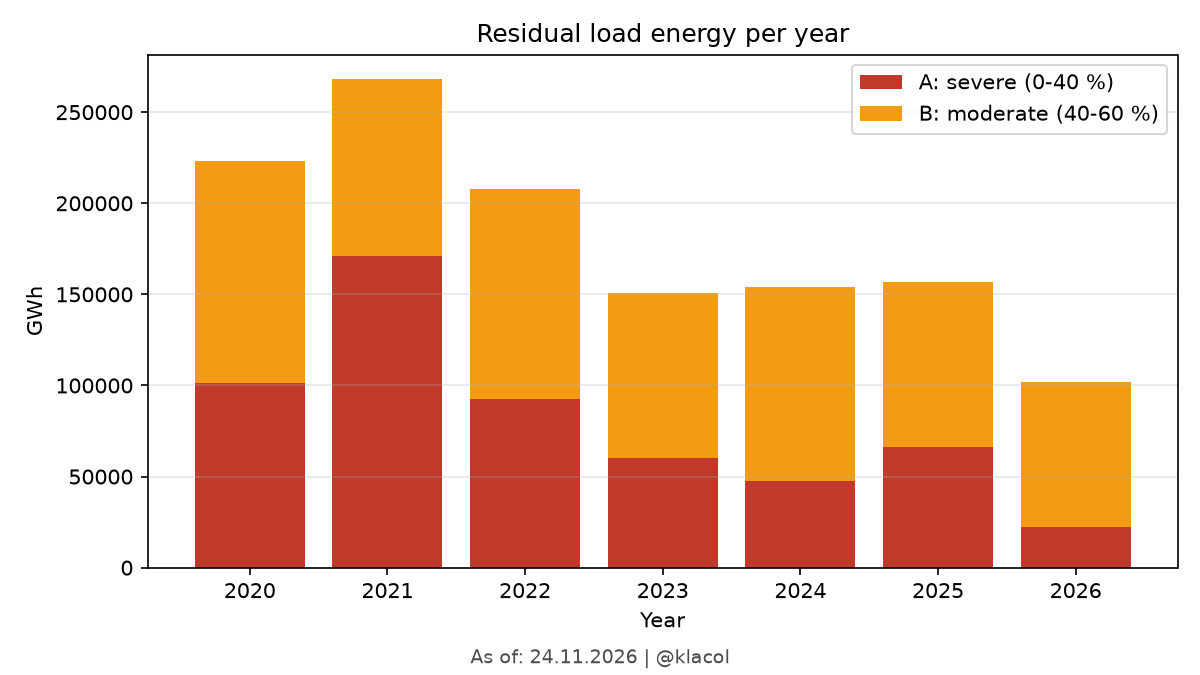 Residual load energy per year
A: severe (0-40 %)
B: moderate (40-60 %)
GWh
250000
200000
150000
100000
50000
0
2020 2021 2022 2023 2024 2025 2026
Year
As of: 24.11.2026 | @klacol